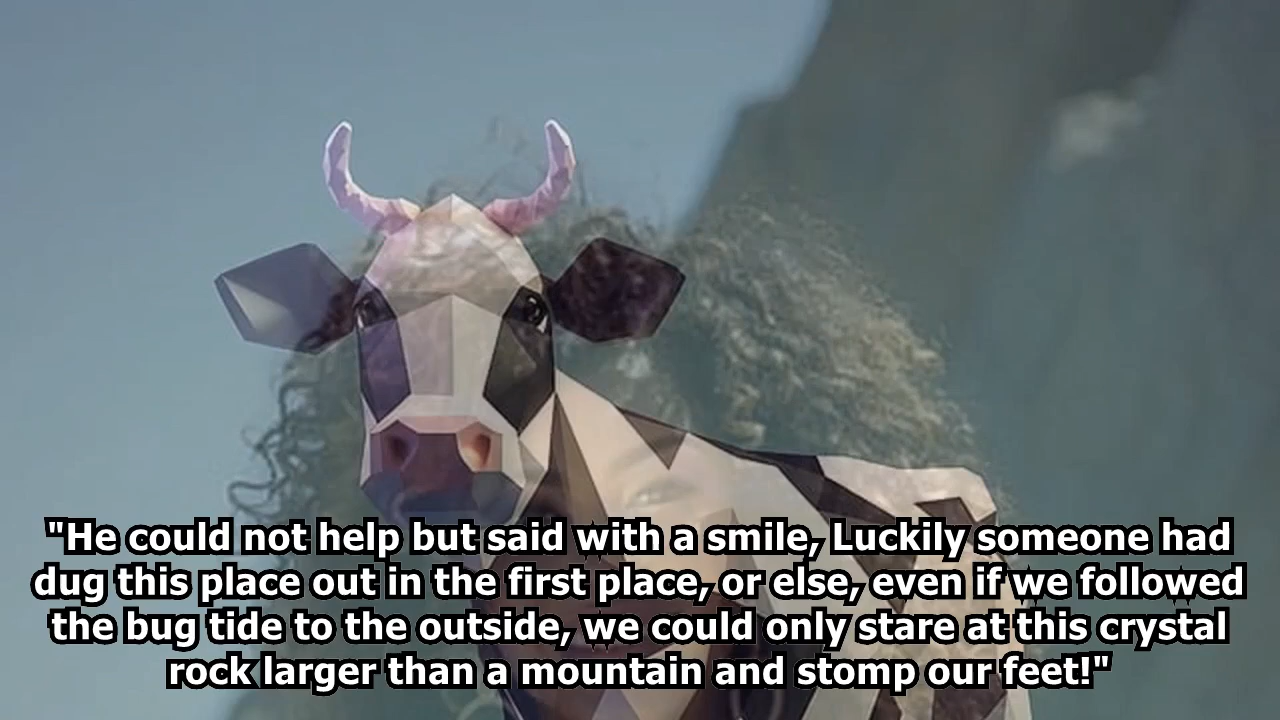 "He could not help but said with a smile, Luckily someone had
dug this place out in the first place, or else, even if we followed
the bug tide to the outside, we could only stare at this crystal
rock larger than a mountain and stomp our feet!"